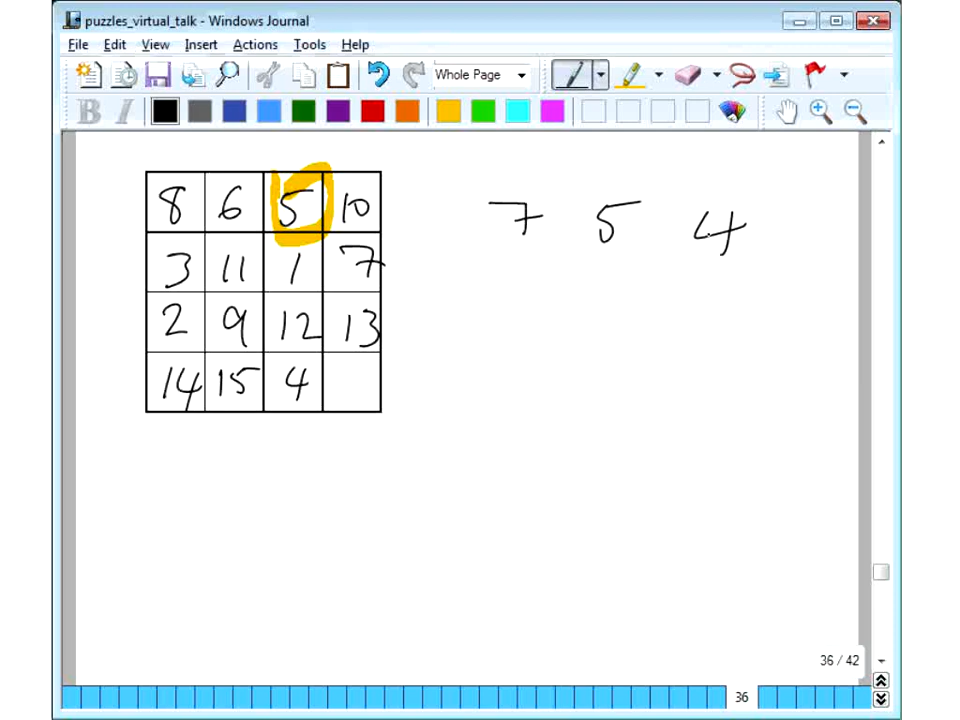 puzzles_virtual_talk - Windows Journal
File Edit View Insert Actions Tools Help
Whole Page
B I
8 6 5 10
7 5 4
3 11 1 7
2 9 12 13
14 15 4
36 / 42
36